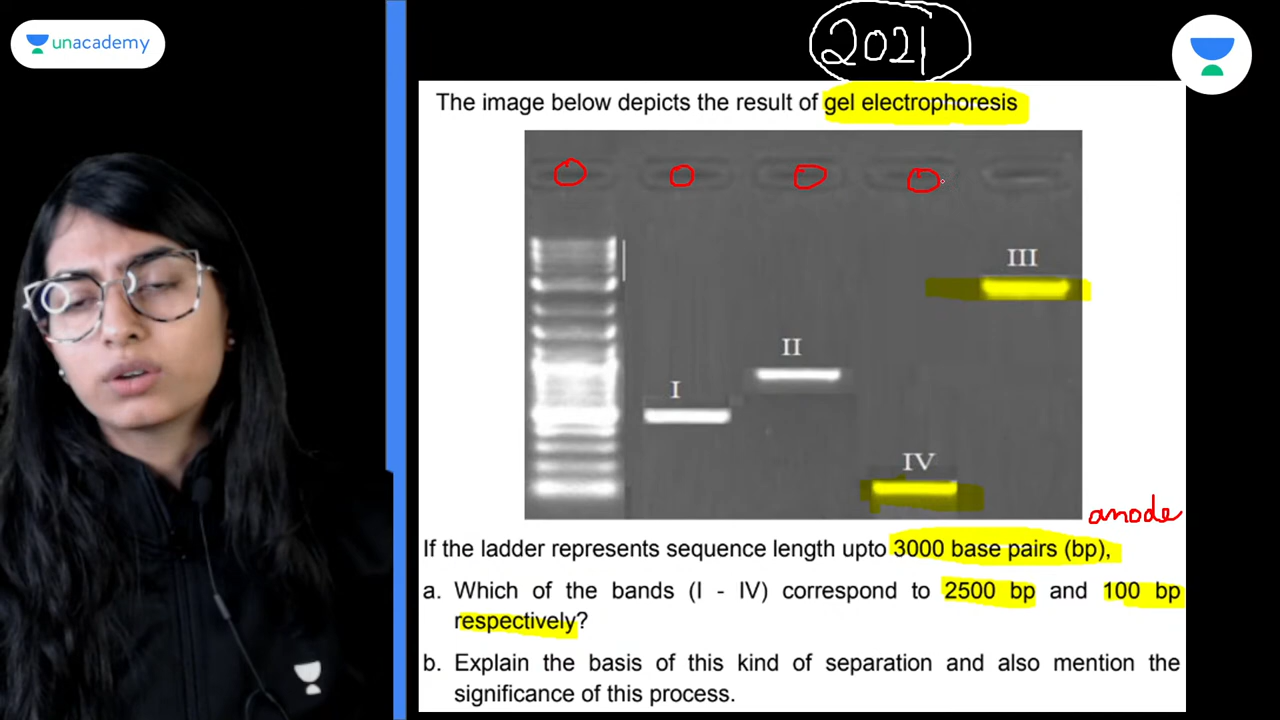 unacademy
2021
The image below depicts the result of gel electrophoresis
III
II
I
IV
anode
If the ladder represents sequence length upto 3000 base pairs (bp),
a. Which of the bands (I - IV) correspond to 2500 bp and 100 bp
respectively?
b. Explain the basis of this kind of separation and also mention the
significance of this process.